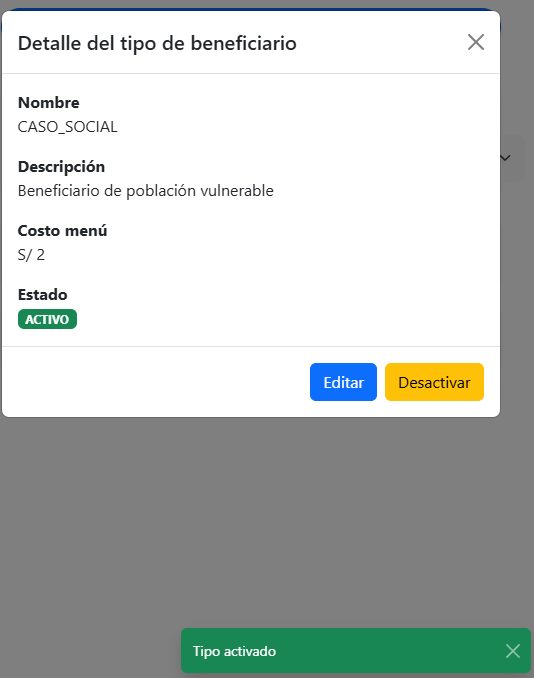 Detalle del tipo de beneficiario
Nombre
CASO_SOCIAL
Descripción
Beneficiario de población vulnerable
Costo menú
S/ 2
Estado
ACTIVO
Editar Desactivar
Tipo activado